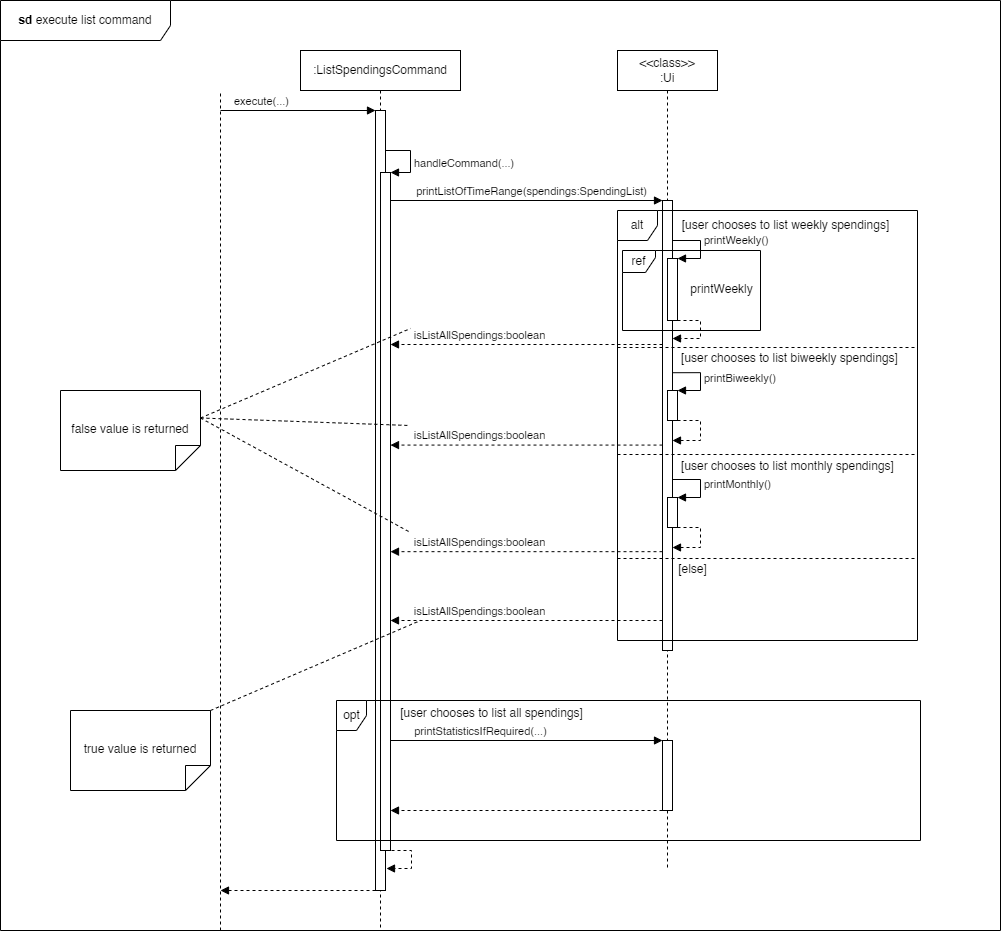 sd execute list command
:ListSpendingsCommand
<<class>>
:Ui
execute(...)
handleCommand(...)
printListOfTimeRange(spendings:SpendingList)
alt
[user chooses to list weekly spendings]
printWeekly()
ref
printWeekly
isListAllSpendings:boolean
[user chooses to list biweekly spendings]
printBiweekly()
false value is returned
isListAllSpendings:boolean
[user chooses to list monthly spendings]
printMonthly()
isListAllSpendings:boolean
[else]
isListAllSpendings:boolean
opt
[user chooses to list all spendings]
printStatisticsIfRequired(...)
true value is returned